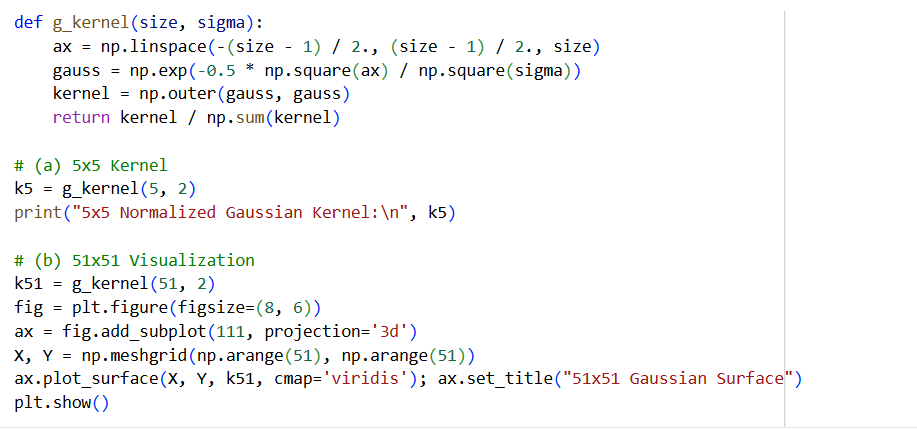 def g_kernel(size, sigma):
    ax = np.linspace(-(size - 1) / 2., (size - 1) / 2., size)
    gauss = np.exp(-0.5 * np.square(ax) / np.square(sigma))
    kernel = np.outer(gauss, gauss)
    return kernel / np.sum(kernel)

# (a) 5x5 Kernel
k5 = g_kernel(5, 2)
print("5x5 Normalized Gaussian Kernel:\n", k5)

# (b) 51x51 Visualization
k51 = g_kernel(51, 2)
fig = plt.figure(figsize=(8, 6))
ax = fig.add_subplot(111, projection='3d')
X, Y = np.meshgrid(np.arange(51), np.arange(51))
ax.plot_surface(X, Y, k51, cmap='viridis'); ax.set_title("51x51 Gaussian Surface")
plt.show()